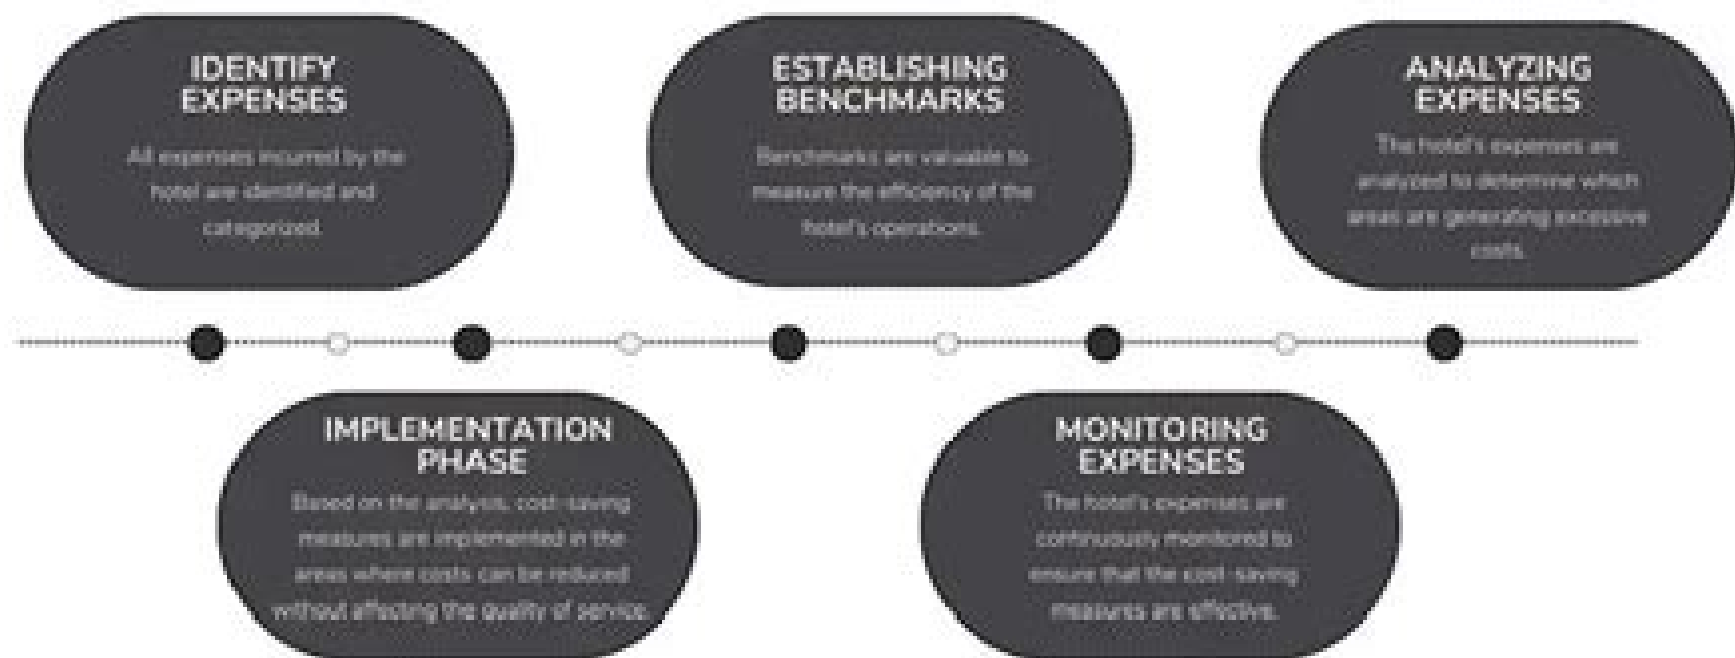 IDENTIFY
EXPENSES
All expenses incurred by the
hotel are identified and
categorized.
ESTABLISHING
BENCHMARKS
Benchmarks are valuable to
measure the efficiency of the
hotel's operations.
ANALYZING
EXPENSES
The hotel's expenses are
analyzed to determine which
areas are generating excessive
costs.
IMPLEMENTATION
PHASE
Based on the analysis, cost-saving
measures are implemented in the
areas where costs can be reduced
without affecting the quality of service.
MONITORING
EXPENSES
The hotel's expenses are
continuously monitored to
ensure that the cost-saving
measures are effective.